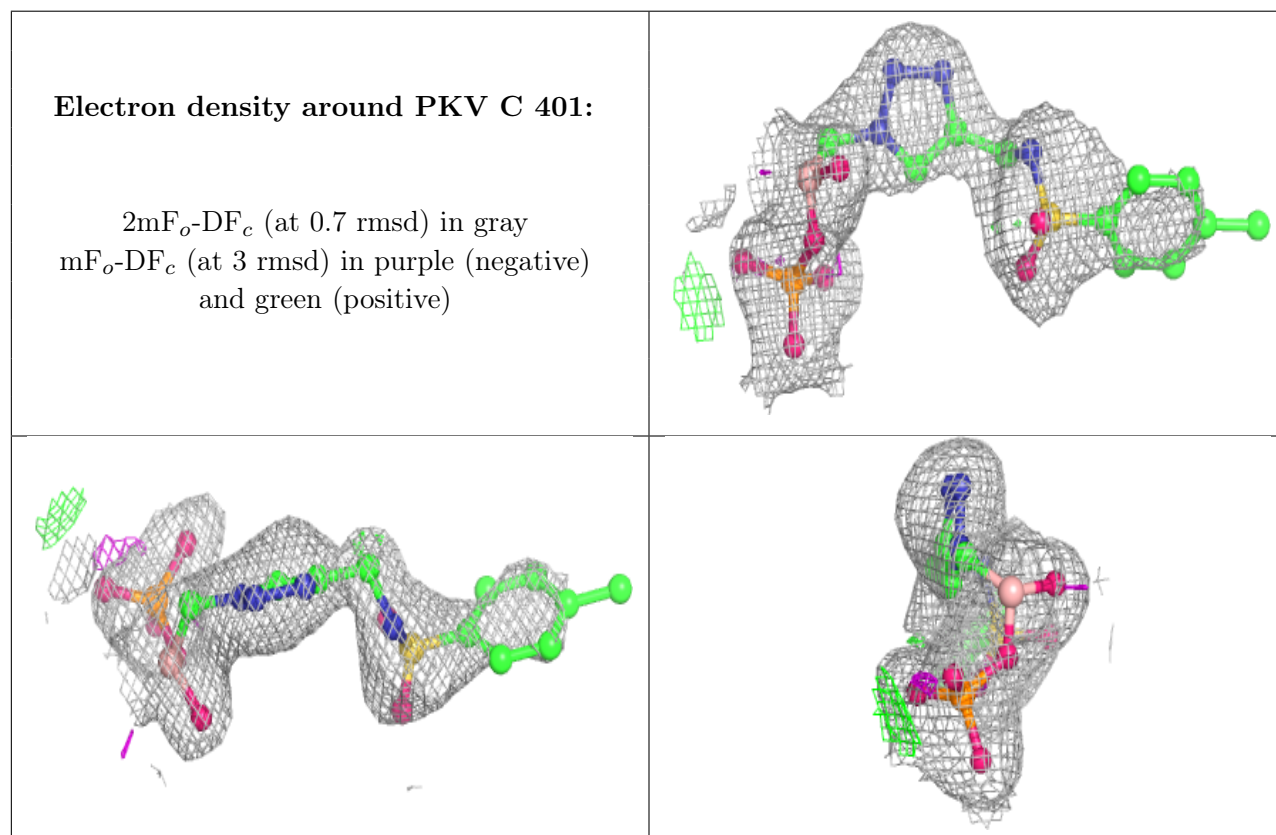 Electron density around PKV C 401:
2mFo-DFc (at 0.7 rmsd) in gray
mFo-DFc (at 3 rmsd) in purple (negative)
and green (positive)